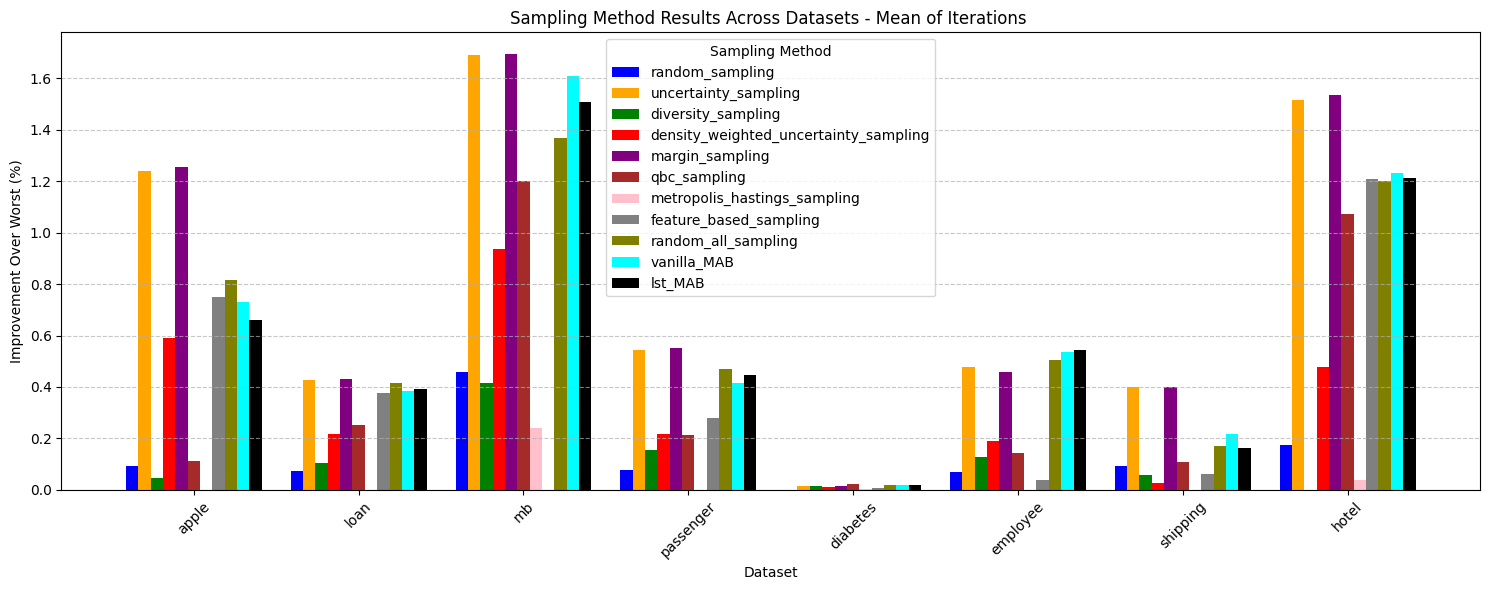 Sampling Method Results Across Datasets - Mean of Iterations
Improvement Over Worst (%)
1.6
1.4
1.2
1.0
0.8
0.6
0.4
0.2
0.0
Sampling Method
random_sampling
uncertainty_sampling
diversity_sampling
density_weighted_uncertainty_sampling
margin_sampling
qbc_sampling
metropolis_hastings_sampling
feature_based_sampling
random_all_sampling
vanilla_MAB
lst_MAB
apple
loan
mb
passenger
diabetes
employee
shipping
hotel
Dataset